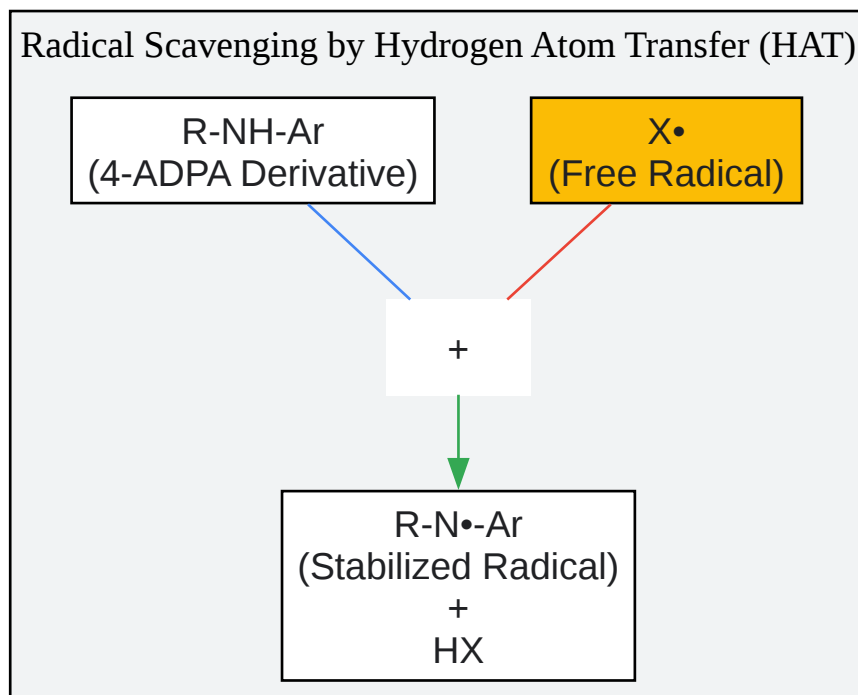 Radical Scavenging by Hydrogen Atom Transfer (HAT)
R-NH-Ar
(4-ADPA Derivative)
X•
(Free Radical)
+
R-N•-Ar
(Stabilized Radical)
+
HX